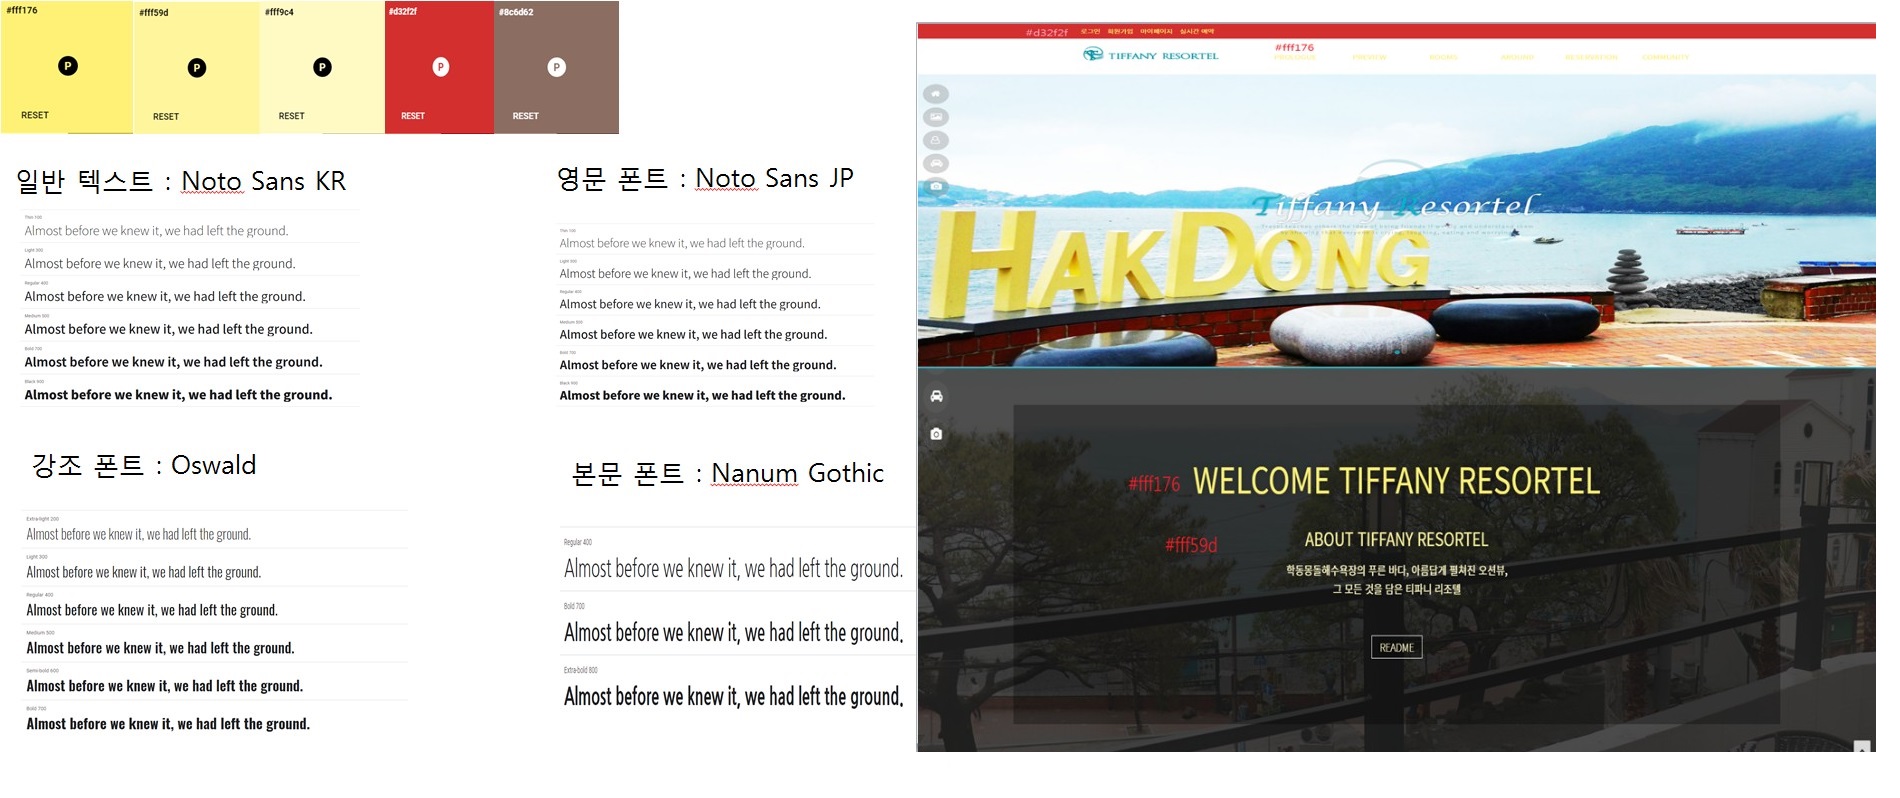 #fff176
#fff59d
#fff9c4
#d32f2f
#8c6d62
P
P
P
P
P
RESET
RESET
RESET
RESET
RESET
일반 텍스트 : Noto Sans KR
Thin 100
Almost before we knew it, we had left the ground.
Light 300
Almost before we knew it, we had left the ground.
Regular 400
Almost before we knew it, we had left the ground.
Medium 500
Almost before we knew it, we had left the ground.
Bold 700
Almost before we knew it, we had left the ground.
Black 900
Almost before we knew it, we had left the ground.
영문 폰트 : Noto Sans JP
Thin 100
Almost before we knew it, we had left the ground.
Light 300
Almost before we knew it, we had left the ground.
Regular 400
Almost before we knew it, we had left the ground.
Medium 500
Almost before we knew it, we had left the ground.
Bold 700
Almost before we knew it, we had left the ground.
Black 900
Almost before we knew it, we had left the ground.
강조 폰트 : Oswald
Extra-light 200
Almost before we knew it, we had left the ground.
Light 300
Almost before we knew it, we had left the ground.
Regular 400
Almost before we knew it, we had left the ground.
Medium 500
Almost before we knew it, we had left the ground.
Semi-bold 600
Almost before we knew it, we had left the ground.
Bold 700
Almost before we knew it, we had left the ground.
본문 폰트 : Nanum Gothic
Regular 400
Almost before we knew it, we had left the ground.
Bold 700
Almost before we knew it, we had left the ground.
Extra-bold 800
Almost before we knew it, we had left the ground.
#d32f2f 로그인 회원가입 마이페이지 실시간 예약
#fff176
TIFFANY RESORTEL
ROOMS RESERVATION COMMUNITY
Tiffany Resortel
HAKDONG
#fff176 WELCOME TIFFANY RESORTEL
ABOUT TIFFANY RESORTEL
#fff59d
학동몽돌해수욕장의 푸른 바다, 아름답게 펼쳐진 오션뷰,
그 모든 것을 담은 티파니 리조텔
README